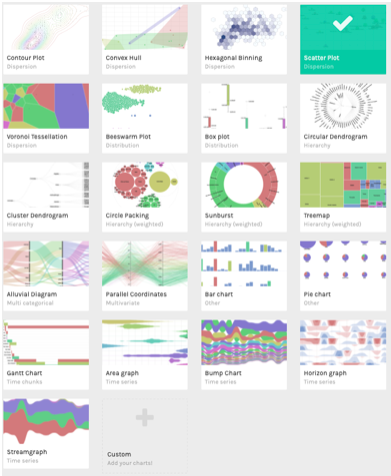 Contour Plot
Dispersion
Convex Hull
Dispersion
Hexagonal Binning
Dispersion
Scatter Plot
Dispersion
Voronoi Tessellation
Dispersion
Beeswarm Plot
Distribution
Box plot
Distribution
Circular Dendrogram
Hierarchy
Cluster Dendrogram
Hierarchy
Circle Packing
Hierarchy (weighted)
Sunburst
Hierarchy (weighted)
Treemap
Hierarchy (weighted)
Alluvial Diagram
Multi categorical
Parallel Coordinates
Multivariate
Bar chart
Other
Pie chart
Other
Gantt Chart
Time chunks
Area graph
Time series
Bump Chart
Time series
Horizon graph
Time series
Streamgraph
Time series
Custom
Add your charts!